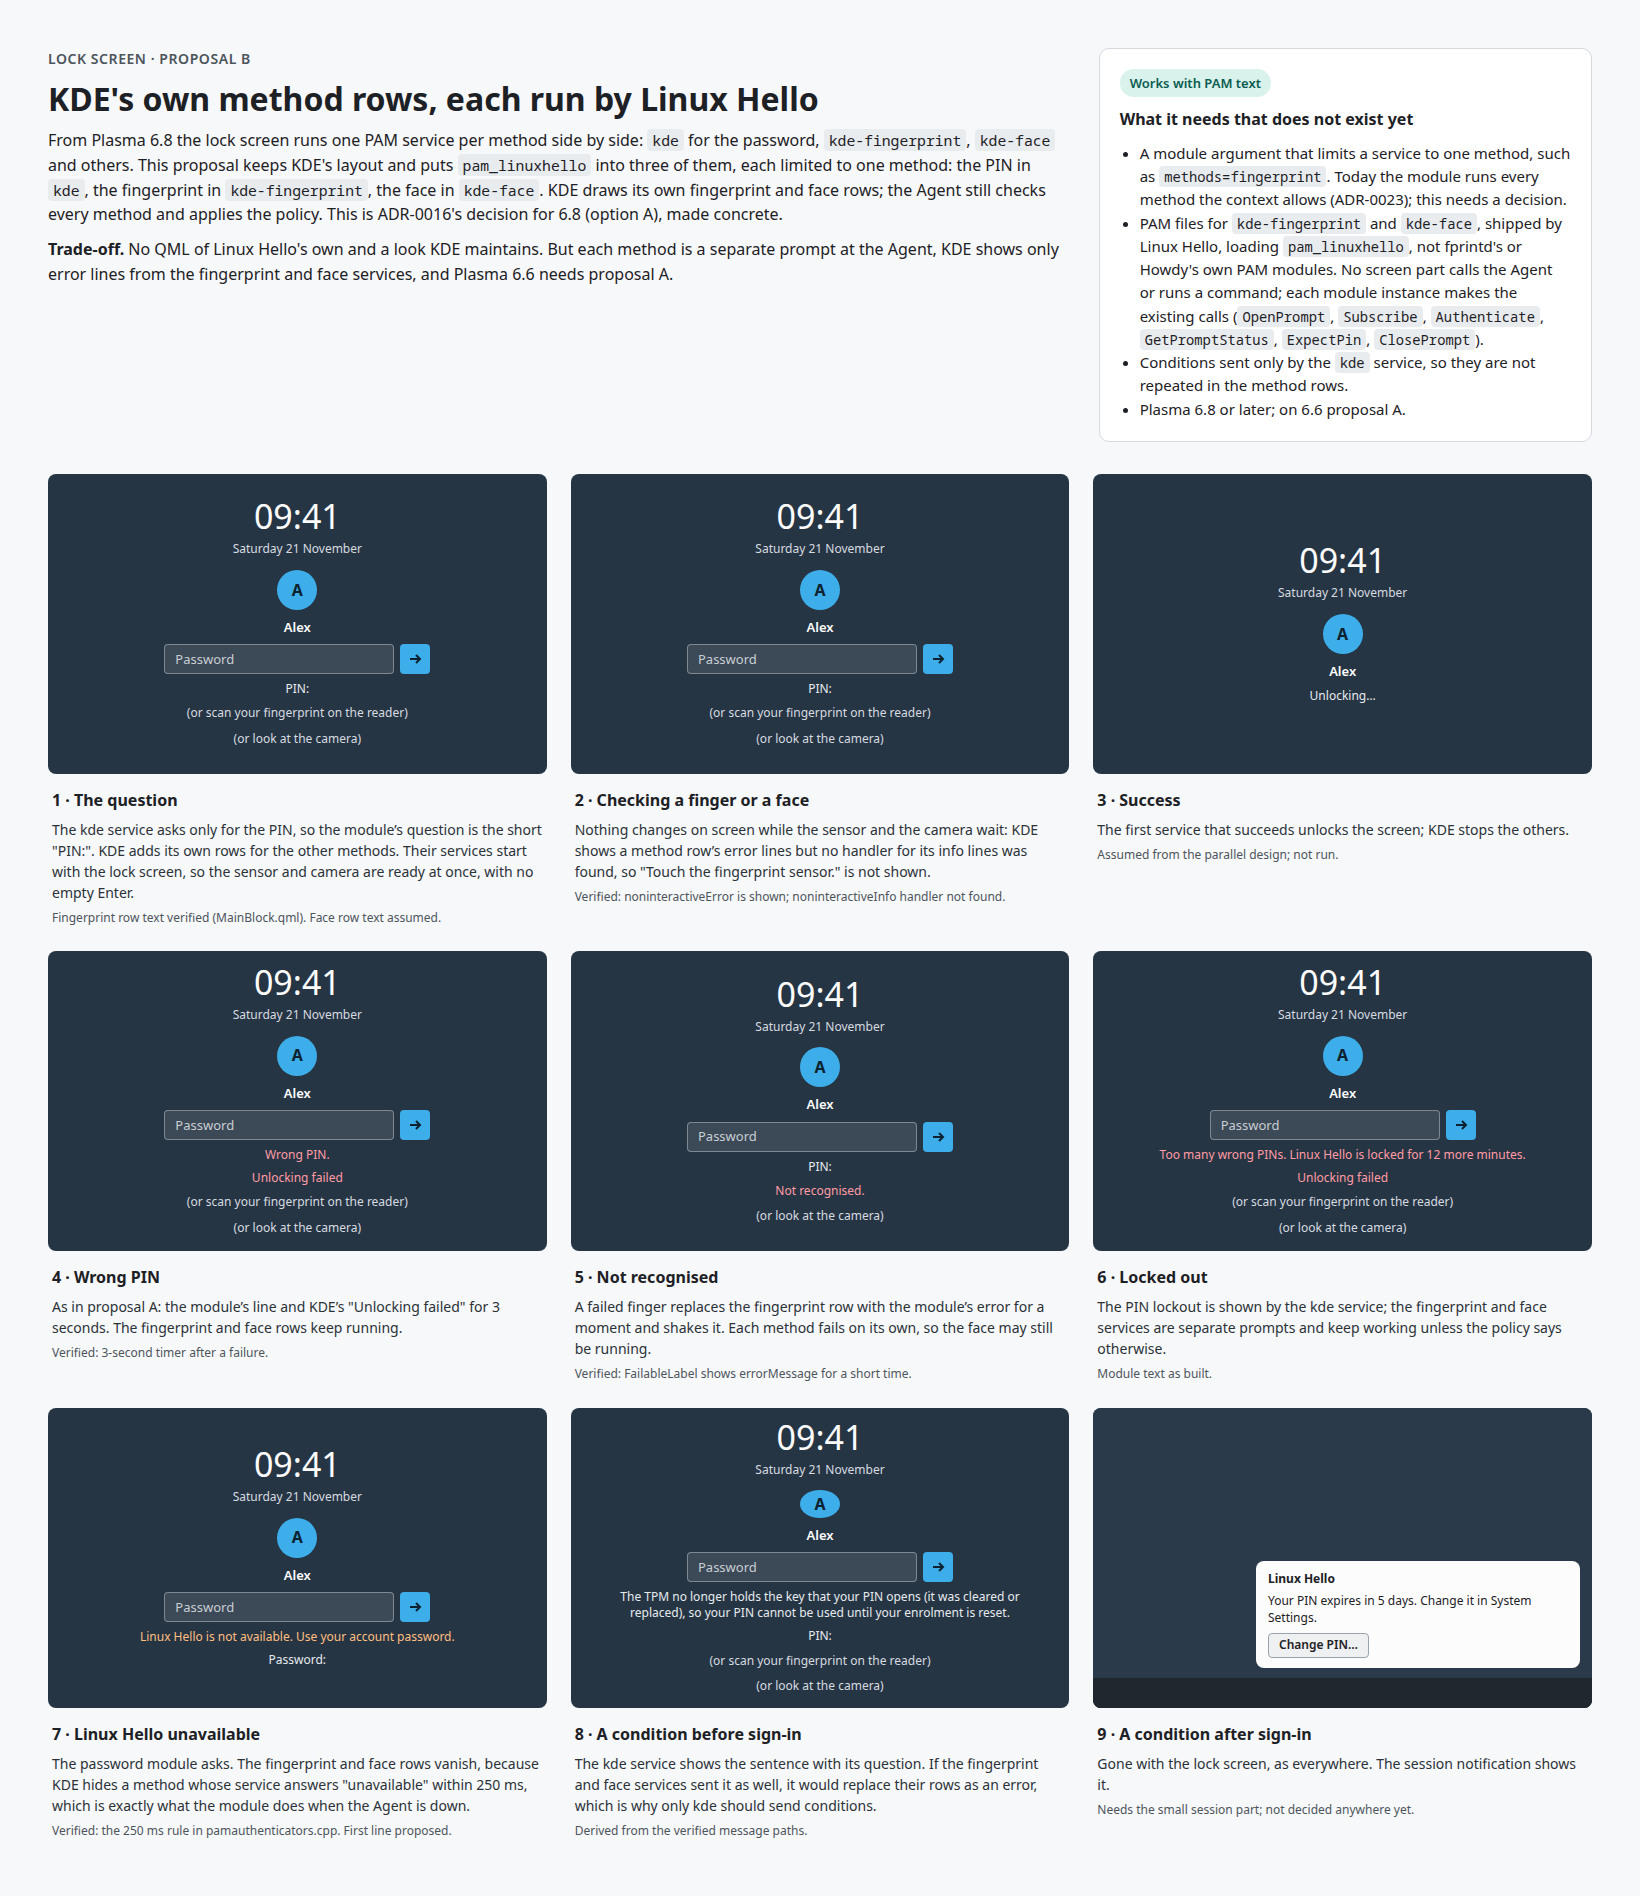 LOCK SCREEN · PROPOSAL B
KDE's own method rows, each run by Linux Hello
From Plasma 6.8 the lock screen runs one PAM service per method side by side: kde for the password, kde-fingerprint, kde-face
and others. This proposal keeps KDE's layout and puts pam_linuxhello into three of them, each limited to one method: the PIN in
kde, the fingerprint in kde-fingerprint, the face in kde-face. KDE draws its own fingerprint and face rows; the Agent still checks
every method and applies the policy. This is ADR-0016's decision for 6.8 (option A), made concrete.
Trade-off. No QML of Linux Hello's own and a look KDE maintains. But each method is a separate prompt at the Agent, KDE shows only
error lines from the fingerprint and face services, and Plasma 6.6 needs proposal A.
Works with PAM text
What it needs that does not exist yet
• A module argument that limits a service to one method, such
as methods=fingerprint. Today the module runs every
method the context allows (ADR-0023); this needs a decision.
• PAM files for kde-fingerprint and kde-face, shipped by
Linux Hello, loading pam_linuxhello, not fprintd's or
Howdy's own PAM modules. No screen part calls the Agent
or runs a command; each module instance makes the
existing calls (OpenPrompt, Subscribe, Authenticate,
GetPromptStatus, ExpectPin, ClosePrompt).
• Conditions sent only by the kde service, so they are not
repeated in the method rows.
• Plasma 6.8 or later; on 6.6 proposal A.
09:41
Saturday 21 November
A
Alex
Password
→
PIN:
(or scan your fingerprint on the reader)
(or look at the camera)
1 · The question
The kde service asks only for the PIN, so the module’s question is the short
"PIN:". KDE adds its own rows for the other methods. Their services start
with the lock screen, so the sensor and camera are ready at once, with no
empty Enter.
Fingerprint row text verified (MainBlock.qml). Face row text assumed.
09:41
Saturday 21 November
A
Alex
Password
→
PIN:
(or scan your fingerprint on the reader)
(or look at the camera)
2 · Checking a finger or a face
Nothing changes on screen while the sensor and the camera wait: KDE
shows a method row’s error lines but no handler for its info lines was
found, so "Touch the fingerprint sensor." is not shown.
Verified: noninteractiveError is shown; noninteractiveInfo handler not found.
09:41
Saturday 21 November
A
Alex
Unlocking…
3 · Success
The first service that succeeds unlocks the screen; KDE stops the others.
Assumed from the parallel design; not run.
09:41
Saturday 21 November
A
Alex
Password
→
Wrong PIN.
Unlocking failed
(or scan your fingerprint on the reader)
(or look at the camera)
4 · Wrong PIN
As in proposal A: the module’s line and KDE’s "Unlocking failed" for 3
seconds. The fingerprint and face rows keep running.
Verified: 3-second timer after a failure.
09:41
Saturday 21 November
A
Alex
Password
→
PIN:
Not recognised.
(or look at the camera)
5 · Not recognised
A failed finger replaces the fingerprint row with the module’s error for a
moment and shakes it. Each method fails on its own, so the face may still
be running.
Verified: FailableLabel shows errorMessage for a short time.
09:41
Saturday 21 November
A
Alex
Password
→
Too many wrong PINs. Linux Hello is locked for 12 more minutes.
Unlocking failed
(or scan your fingerprint on the reader)
(or look at the camera)
6 · Locked out
The PIN lockout is shown by the kde service; the fingerprint and face
services are separate prompts and keep working unless the policy says
otherwise.
Module text as built.
09:41
Saturday 21 November
A
Alex
Password
→
Linux Hello is not available. Use your account password.
Password:
7 · Linux Hello unavailable
The password module asks. The fingerprint and face rows vanish, because
KDE hides a method whose service answers "unavailable" within 250 ms,
which is exactly what the module does when the Agent is down.
Verified: the 250 ms rule in pamauthenticators.cpp. First line proposed.
09:41
Saturday 21 November
A
Alex
Password
→
The TPM no longer holds the key that your PIN opens (it was cleared or
replaced), so your PIN cannot be used until your enrolment is reset.
PIN:
(or scan your fingerprint on the reader)
(or look at the camera)
8 · A condition before sign-in
The kde service shows the sentence with its question. If the fingerprint
and face services sent it as well, it would replace their rows as an error,
which is why only kde should send conditions.
Derived from the verified message paths.
Linux Hello
Your PIN expires in 5 days. Change it in System
Settings.
Change PIN…
9 · A condition after sign-in
Gone with the lock screen, as everywhere. The session notification shows
it.
Needs the small session part; not decided anywhere yet.